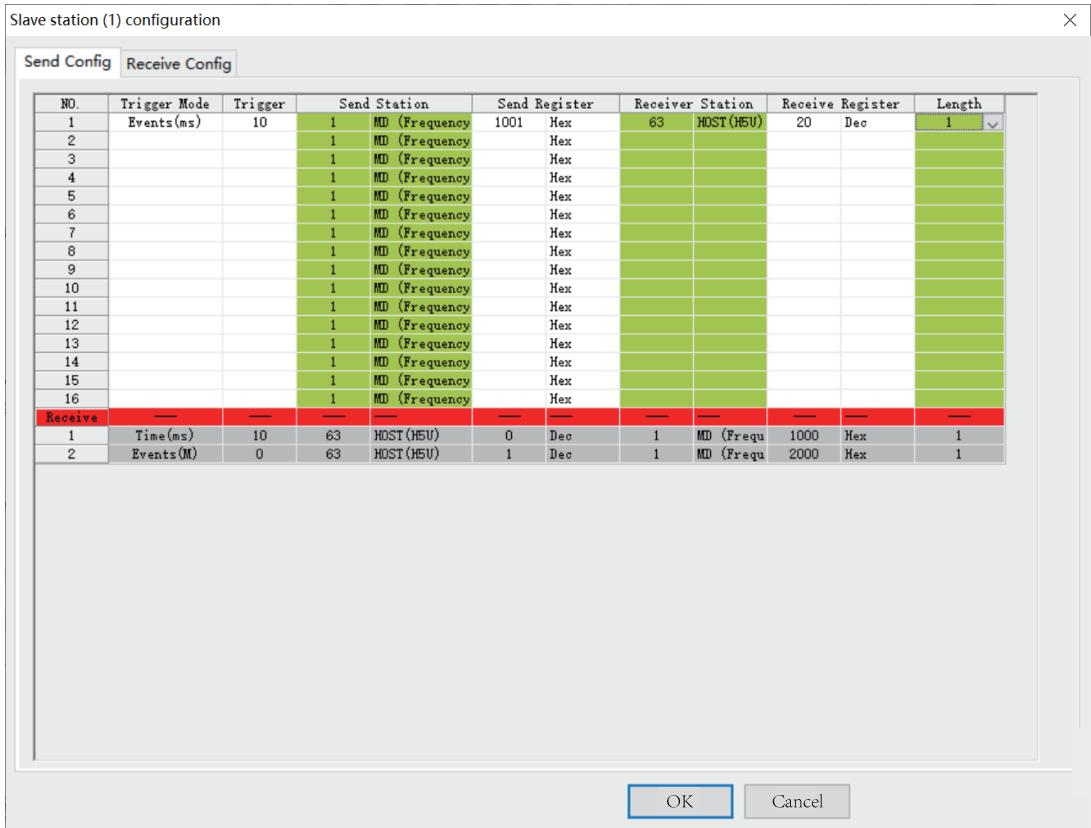 Slave station (1) configuration
Send Config Receive Config
NO. Trigger Mode Trigger Send Station Send Register Receiver Station Receive Register Length
1 Events(ms) 10 1 MD (Frequency 1001 Hex 63 HOST(H5U) 20 Dec 1
2 1 MD (Frequency Hex
3 1 MD (Frequency Hex
4 1 MD (Frequency Hex
5 1 MD (Frequency Hex
6 1 MD (Frequency Hex
7 1 MD (Frequency Hex
8 1 MD (Frequency Hex
9 1 MD (Frequency Hex
10 1 MD (Frequency Hex
11 1 MD (Frequency Hex
12 1 MD (Frequency Hex
13 1 MD (Frequency Hex
14 1 MD (Frequency Hex
15 1 MD (Frequency Hex
16 1 MD (Frequency Hex
Receive — — — — — — — — — —
1 Time(ms) 10 63 HOST(H5U) 0 Dec 1 MD (Frequ 1000 Hex 1
2 Events(M) 0 63 HOST(H5U) 1 Dec 1 MD (Frequ 2000 Hex 1
OK Cancel